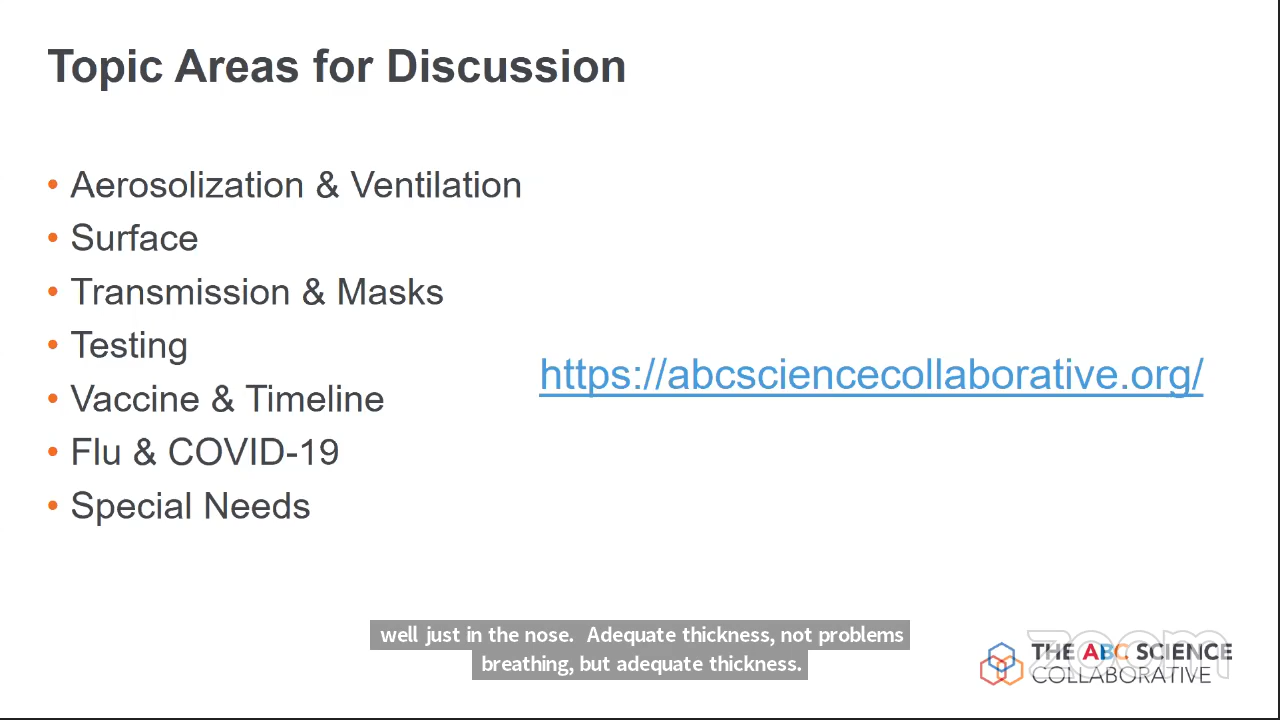 Topic Areas for Discussion
• Aerosolization & Ventilation
• Surface
• Transmission & Masks
• Testing
• Vaccine & Timeline
• Flu & COVID-19
• Special Needs
https://abcsciencecollaborative.org/
well just in the nose. Adequate thickness, not problems
breathing, but adequate thickness.
THE ABC SCIENCE
COLLABORATIVE
zoom